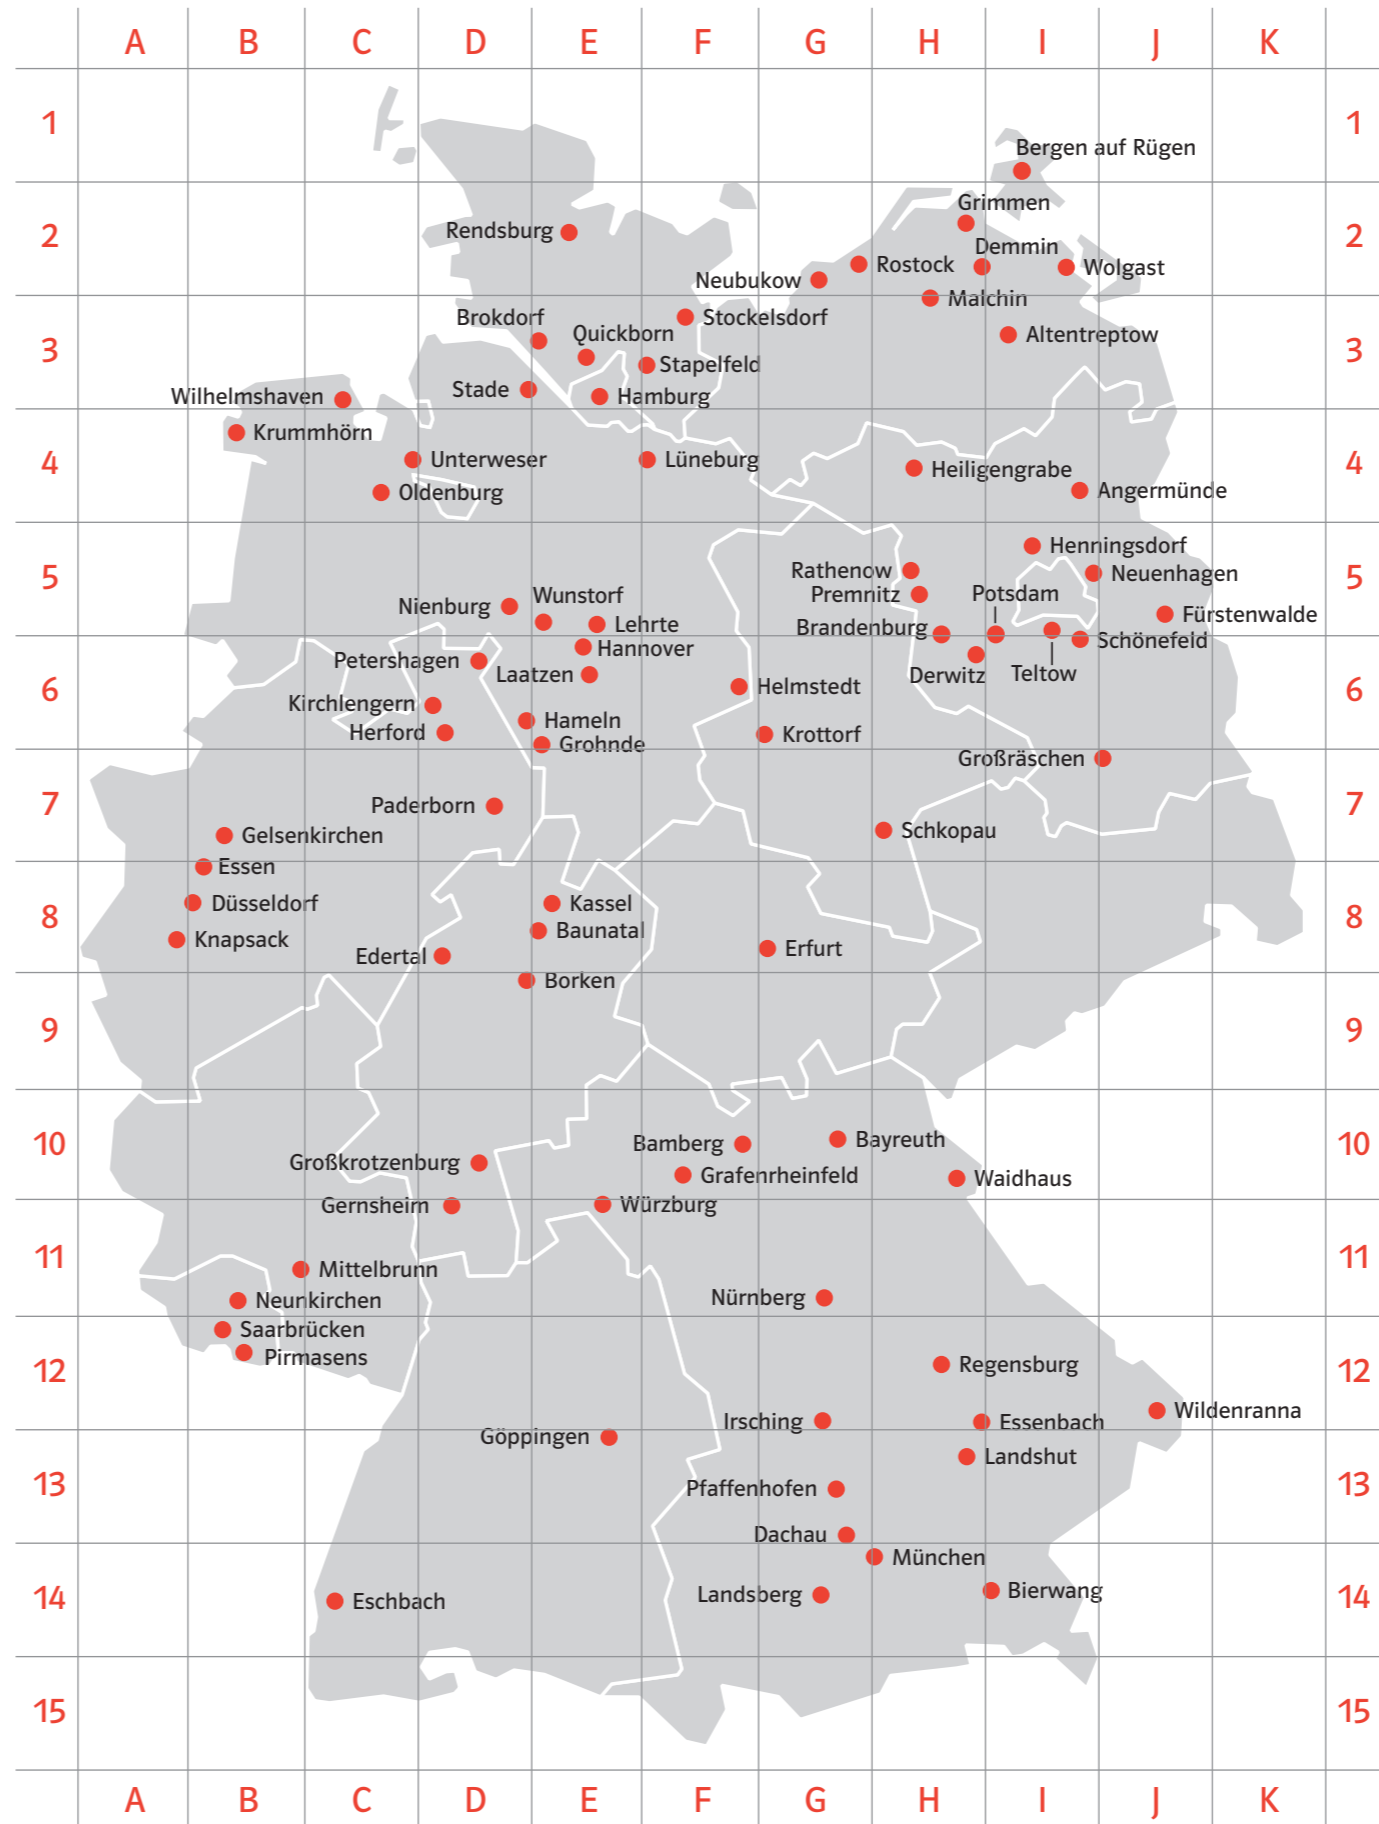 A B C D E F G H I J K
1 1
Bergen auf Rügen
Grimmen
2 2
Rendsburg
Demmin
Rostock
Wolgast
Neubukow
Malchin
Brokdorf
Stockelsdorf
Quickborn
Altentreptow
3 3
Stapelfeld
Stade
Wilhelmshaven
Hamburg
Krummhörn
4 4
Unterweser
Lüneburg
Heiligengrabe
Oldenburg
Angermünde
Henningsdorf
Rathenow
Neuenhagen
5 5
Premnitz
Potsdam
Wunstorf
Nienburg
Fürstenwalde
Lehrte
Brandenburg
Schönefeld
Hannover
Petershagen
Laatzen
Derwitz
Teltow
6 6
Helmstedt
Kirchlengern
Hameln
Herford
Krottorf
Grohnde
Großräschen
7 7
Paderborn
Schkopau
Gelsenkirchen
Essen
Düsseldorf
Kassel
8 8
Baunatal
Knapsack
Erfurt
Edertal
Borken
9 9
10 10
Bamberg
Bayreuth
Großkrotzenburg
Grafenrheinfeld
Waidhaus
Gernsheim
Würzburg
11 11
Mittelbrunn
Neunkirchen
Nürnberg
Saarbrücken
Pirmasens
12 12
Regensburg
Wildenranna
Irsching
Essenbach
Göppingen
Landshut
13 13
Pfaffenhofen
Dachau
München
Bierwang
14 14
Landsberg
Eschbach
15 15
A B C D E F G H I J K